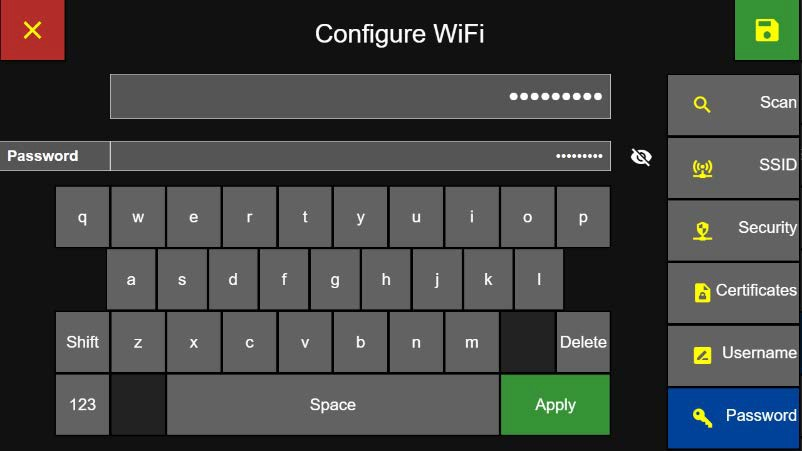 Configure WiFi
•••••••••
Password •••••••••
Scan
SSID
Security
Certificates
Username
Password
q w e r t y u i o p
a s d f g h j k l
Shift z x c v b n m Delete
123 Space Apply